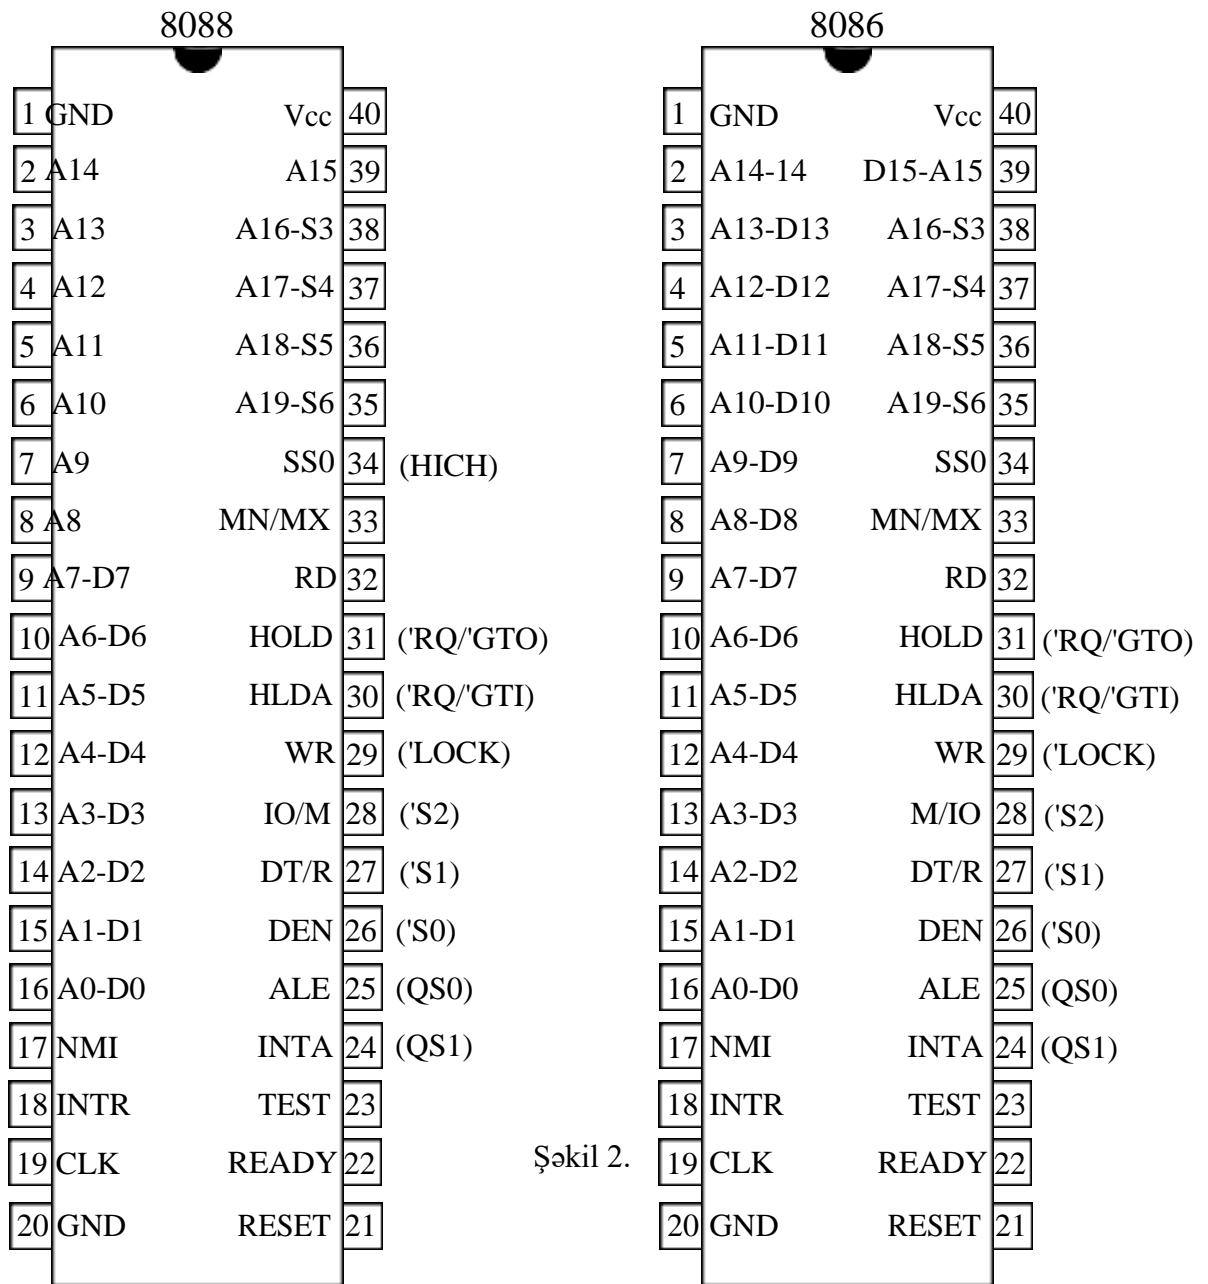 8088
1 GND Vcc 40
2 A14 A15 39
3 A13 A16-S3 38
4 A12 A17-S4 37
5 A11 A18-S5 36
6 A10 A19-S6 35
7 A9 SS0 34 (HICH)
8 A8 MN/MX 33
9 A7-D7 RD 32
10 A6-D6 HOLD 31 ('RQ/'GTO)
11 A5-D5 HLDA 30 ('RQ/'GTI)
12 A4-D4 WR 29 ('LOCK)
13 A3-D3 IO/M 28 ('S2)
14 A2-D2 DT/R 27 ('S1)
15 A1-D1 DEN 26 ('S0)
16 A0-D0 ALE 25 (QS0)
17 NMI INTA 24 (QS1)
18 INTR TEST 23
19 CLK READY 22
20 GND RESET 21
8086
1 GND Vcc 40
2 A14-14 D15-A15 39
3 A13-D13 A16-S3 38
4 A12-D12 A17-S4 37
5 A11-D11 A18-S5 36
6 A10-D10 A19-S6 35
7 A9-D9 SS0 34
8 A8-D8 MN/MX 33
9 A7-D7 RD 32
10 A6-D6 HOLD 31 ('RQ/'GTO)
11 A5-D5 HLDA 30 ('RQ/'GTI)
12 A4-D4 WR 29 ('LOCK)
13 A3-D3 M/IO 28 ('S2)
14 A2-D2 DT/R 27 ('S1)
15 A1-D1 DEN 26 ('S0)
16 A0-D0 ALE 25 (QS0)
17 NMI INTA 24 (QS1)
18 INTR TEST 23
19 CLK READY 22
20 GND RESET 21
Şəkil 2.